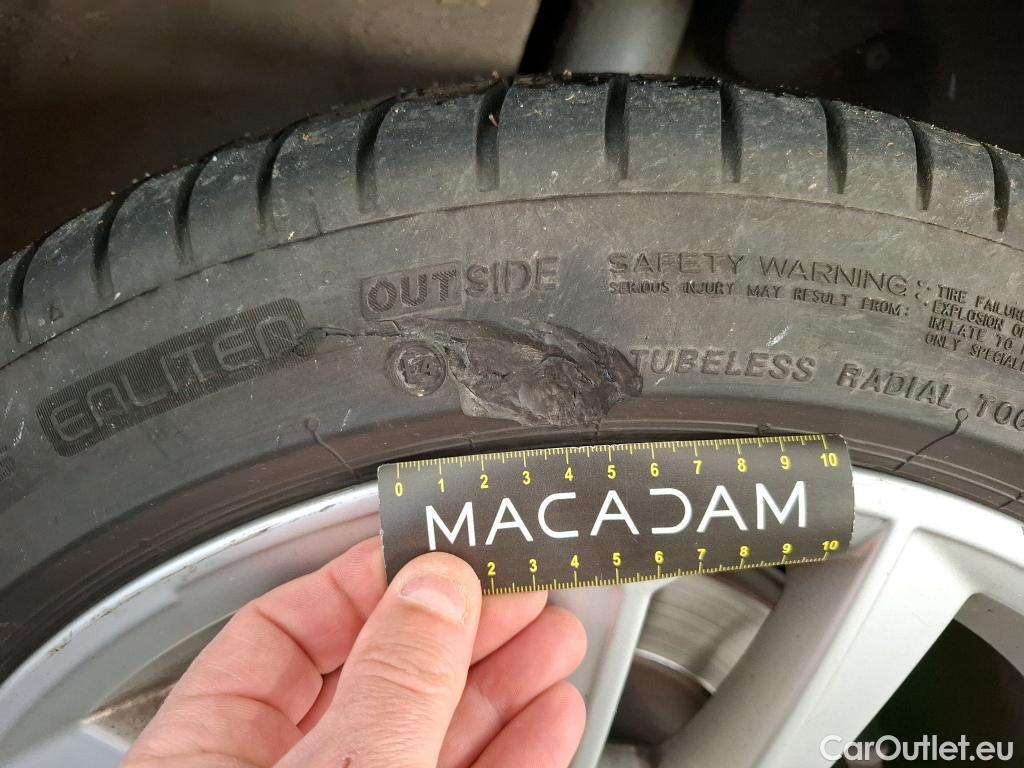 OUTSIDE
ENLITEN
SAFETY WARNING :
SERIOUS INJURY MAY RESULT FROM:
TIRE FAILURE
EXPLOSION OF
INFLATE TO
ONLY SPECIAL
TUBELESS RADIAL
0 1 2 3 4 5 6 7 8 9 10
MACADAM
2 3 4 5 6 7 8 9 10
CarOutlet.eu